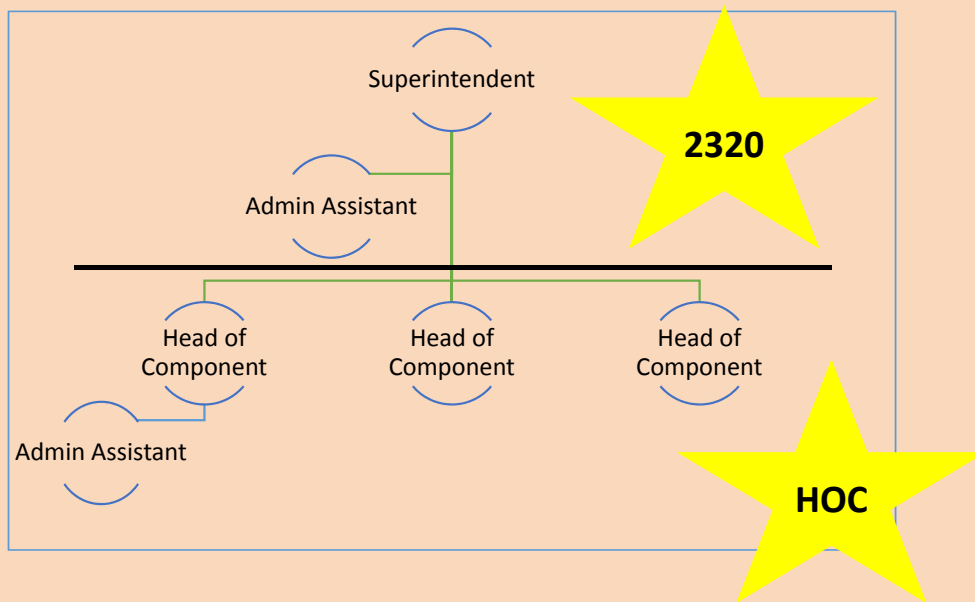 Superintendent
2320
Admin Assistant
Head of
Component
Head of
Component
Head of
Component
Admin Assistant
HOC